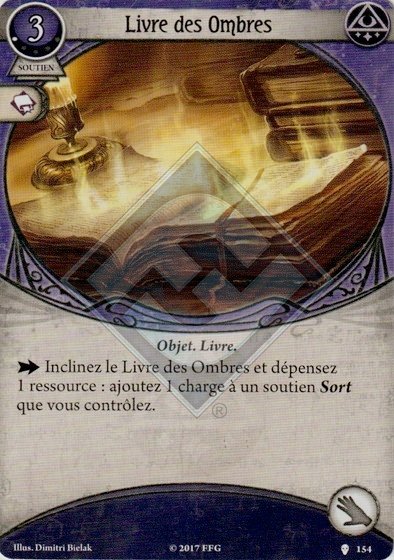 3
Livre des Ombres
SOUTIEN
Objet. Livre.
Inclinez le Livre des Ombres et dépensez
1 ressource : ajoutez 1 charge à un soutien Sort
que vous contrôlez.
®
Illus. Dimitri Bielak
© 2017 FFG
154